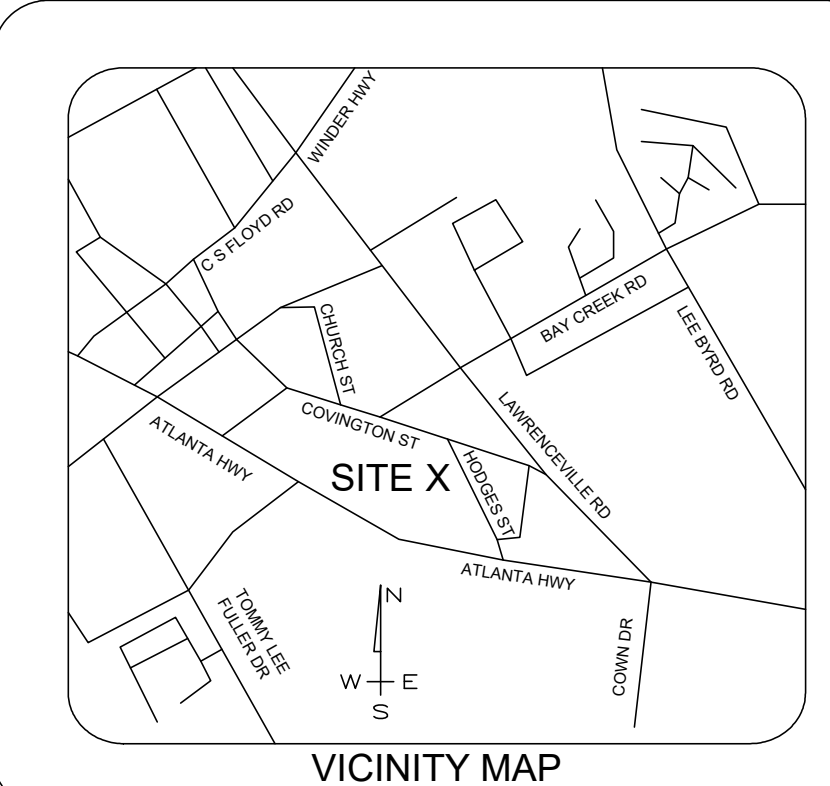 WINDER HWY
C S FLOYD RD
CHURCH ST
BAY CREEK RD
LEE BYRD RD
COVINGTON ST
LAWRENCEVILLE RD
ATLANTA HWY
SITE X
HODGES ST
ATLANTA HWY
TOMMY LEE
FULLER DR
COWN DR
N
W E
S
VICINITY MAP